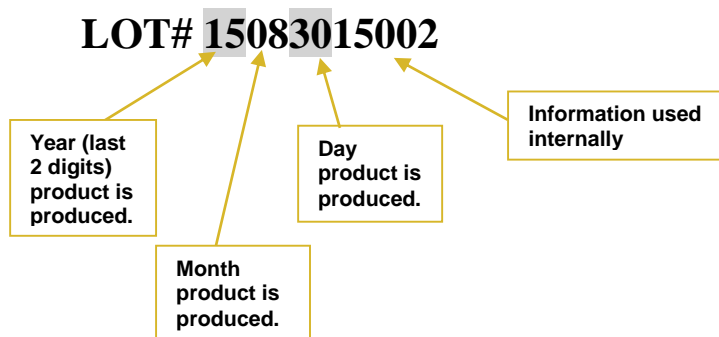 LOT# 15083015002
Year (last
2 digits)
product is
produced.
Month
product is
produced.
Day
product is
produced.
Information used
internally